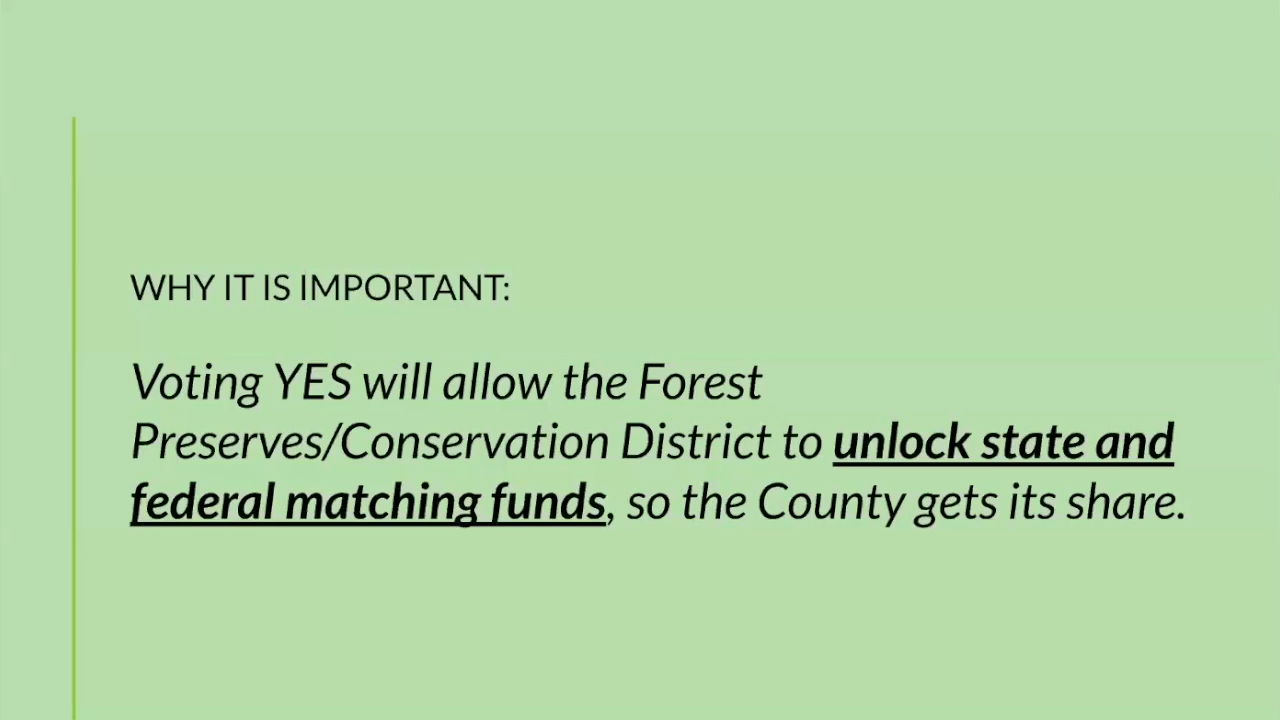 WHY IT IS IMPORTANT:
Voting YES will allow the Forest
Preserves/Conservation District to unlock state and
federal matching funds, so the County gets its share.